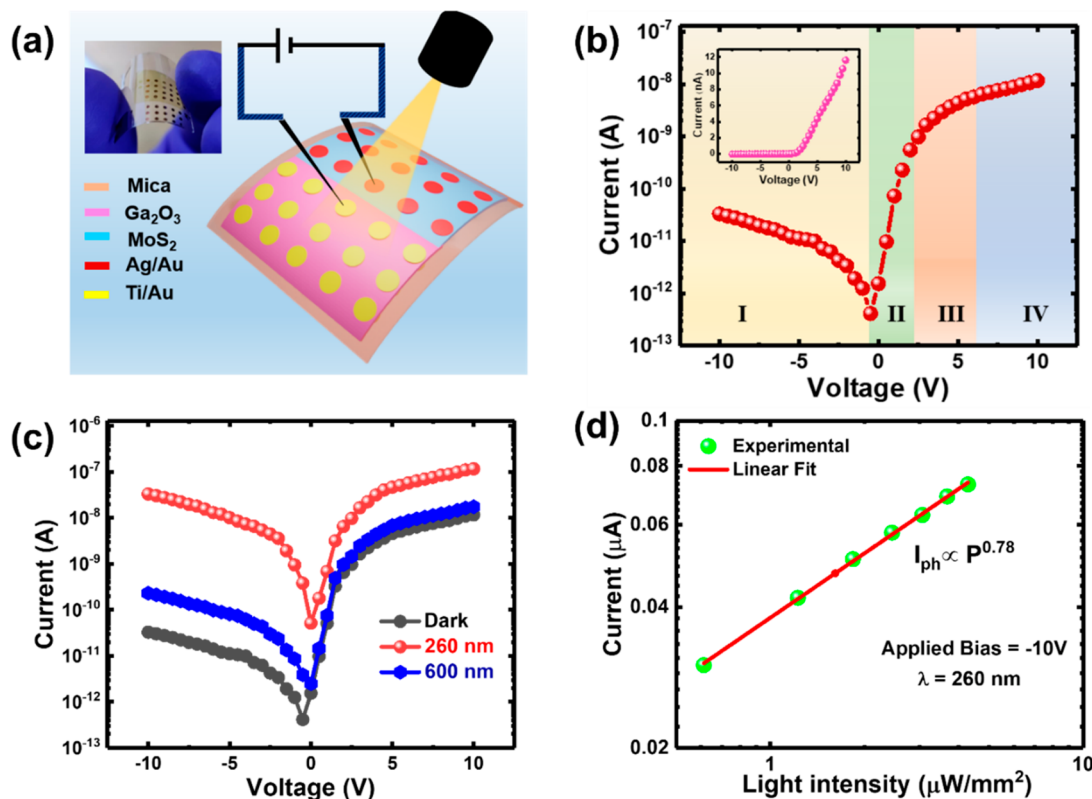 (a)
Mica
Ga₂O₃
MoS₂
Ag/Au
Ti/Au
(b)
10⁻⁷
10⁻⁸
10⁻⁹
10⁻¹⁰
10⁻¹¹
10⁻¹²
10⁻¹³
Current (A)
12
10
8
6
4
2
0
Current (nA)
-10 -5 0 5 10
Voltage (V)
I II III IV
-10 -5 0 5 10
Voltage (V)
(c)
10⁻⁶
10⁻⁷
10⁻⁸
10⁻⁹
10⁻¹⁰
10⁻¹¹
10⁻¹²
10⁻¹³
Current (A)
Dark
260 nm
600 nm
-10 -5 0 5 10
Voltage (V)
(d)
0.1
0.08
0.06
0.04
0.02
Current (μA)
Experimental
Linear Fit
Iₚₕ∝ P⁰·⁷⁸
Applied Bias = -10V
λ = 260 nm
1 10
Light intensity (μW/mm²)